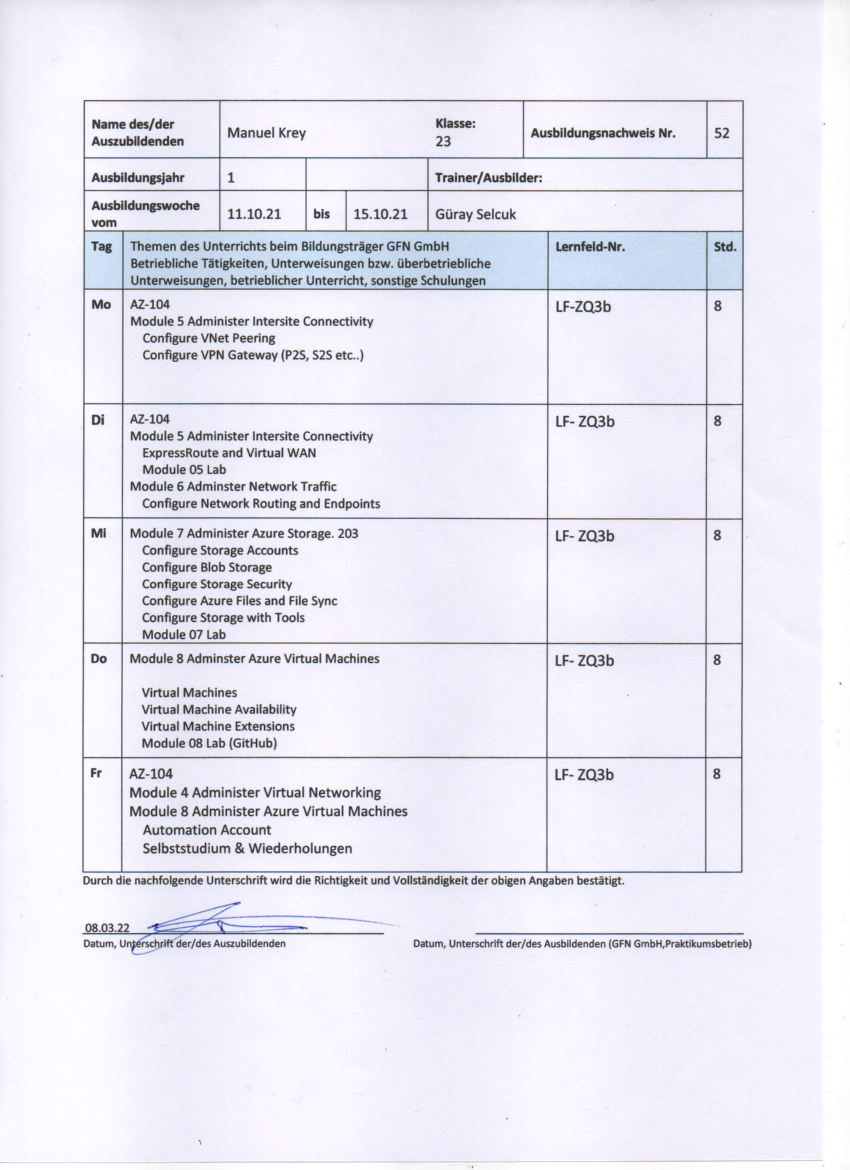 Name des/der Auszubildenden Manuel Krey Klasse: 23 Ausbildungsnachweis Nr. 52
Ausbildungsjahr 1 Trainer/Ausbilder:
Ausbildungswoche vom 11.10.21 bis 15.10.21 Güray Selcuk
Tag Themen des Unterrichts beim Bildungsträger GFN GmbH Lernfeld-Nr. Std.
Betriebliche Tätigkeiten, Unterweisungen bzw. überbetriebliche
Unterweisungen, betrieblicher Unterricht, sonstige Schulungen
Mo AZ-104 LF-ZQ3b 8
Module 5 Administer Intersite Connectivity
Configure VNet Peering
Configure VPN Gateway (P2S, S2S etc..)
Di AZ-104 LF- ZQ3b 8
Module 5 Administer Intersite Connectivity
ExpressRoute and Virtual WAN
Module 05 Lab
Module 6 Adminster Network Traffic
Configure Network Routing and Endpoints
Mi Module 7 Administer Azure Storage. 203 LF- ZQ3b 8
Configure Storage Accounts
Configure Blob Storage
Configure Storage Security
Configure Azure Files and File Sync
Configure Storage with Tools
Module 07 Lab
Do Module 8 Adminster Azure Virtual Machines LF- ZQ3b 8
Virtual Machines
Virtual Machine Availability
Virtual Machine Extensions
Module 08 Lab (GitHub)
Fr AZ-104 LF- ZQ3b 8
Module 4 Administer Virtual Networking
Module 8 Administer Azure Virtual Machines
Automation Account
Selbststudium & Wiederholungen
Durch die nachfolgende Unterschrift wird die Richtigkeit und Vollständigkeit der obigen Angaben bestätigt.
08.03.22
Datum, Unterschrift der/des Auszubildenden Datum, Unterschrift der/des Ausbildenden (GFN GmbH,Praktikumsbetrieb)